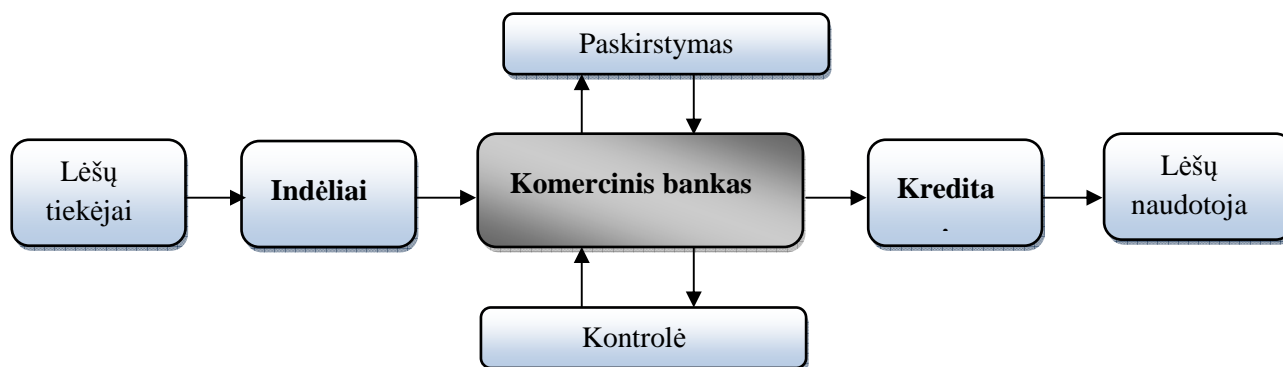 Paskirstymas
Lėšų
tiekėjai
Indėliai
Komercinis bankas
Kredita
Lėšų
naudotoja
Kontrolė